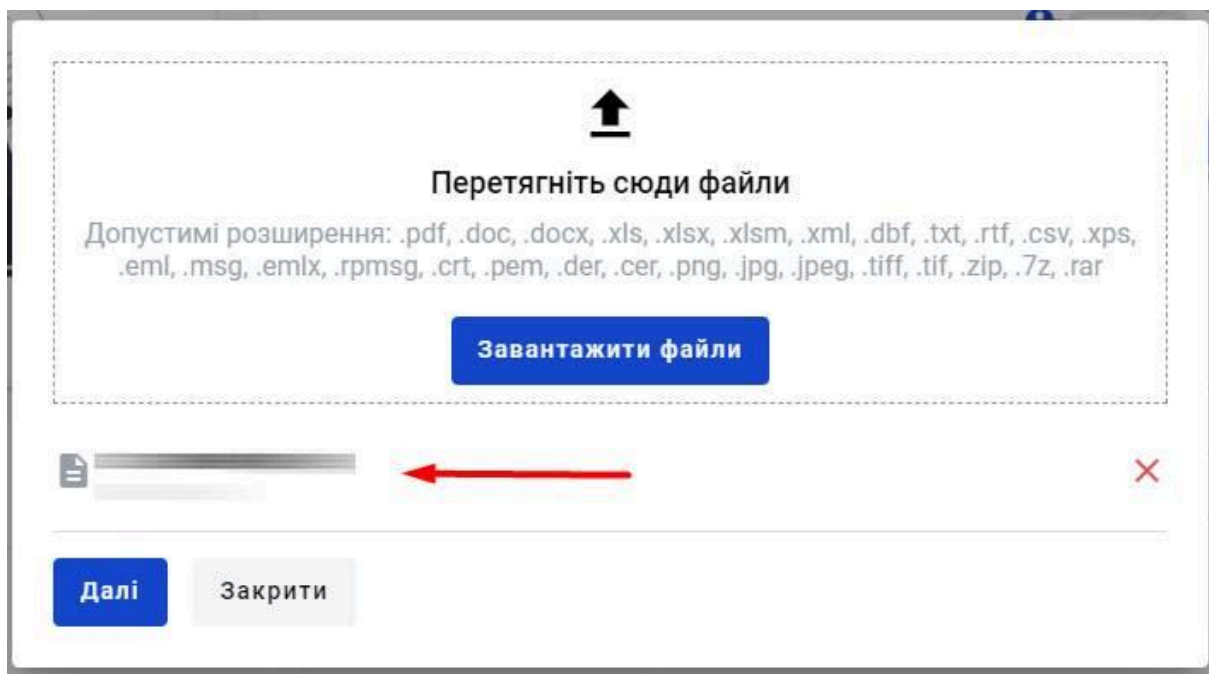 Перетягніть сюди файли
Допустимі розширення: .pdf, .doc, .docx, .xls, .xlsx, .xlsm, .xml, .dbf, .txt, .rtf, .csv, .xps,
.eml, .msg, .emlx, .rpmsg, .crt, .pem, .der, .cer, .png, .jpg, .jpeg, .tiff, .tif, .zip, .7z, .rar
Завантажити файли
Далі
Закрити